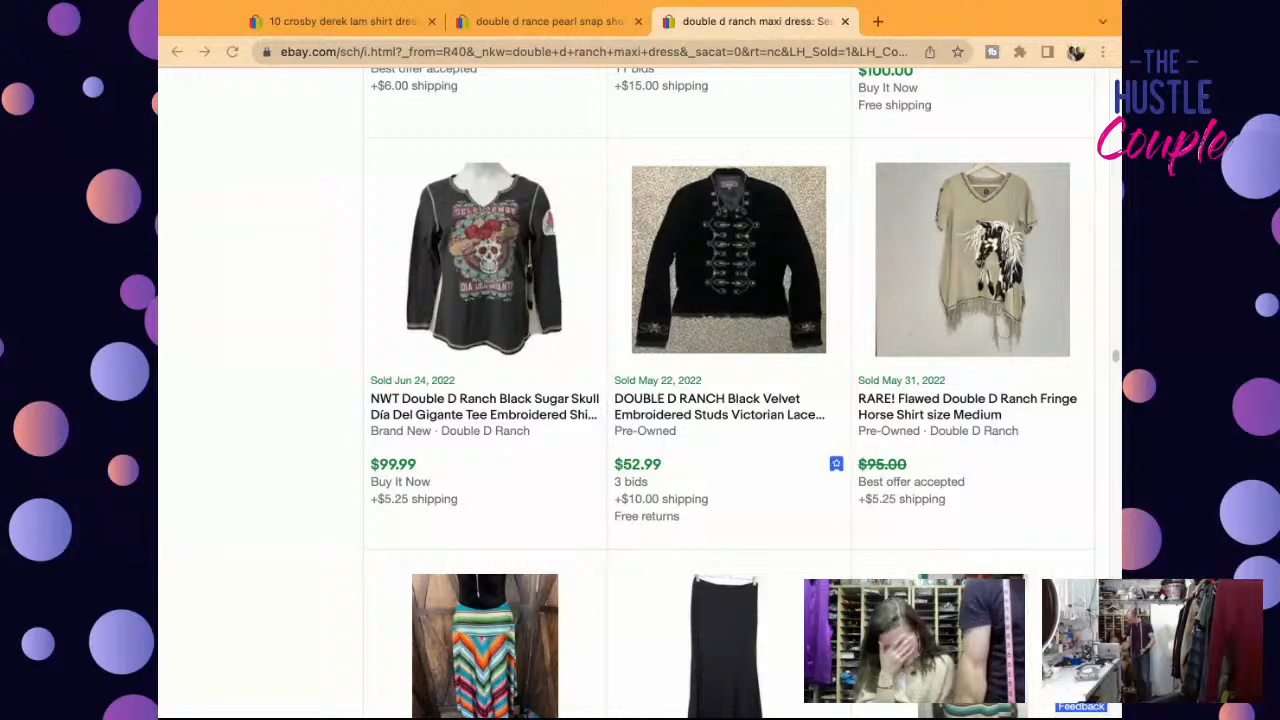 10 crosby derek lam shirt dres
double d rance pearl snap sho
double d ranch maxi dress: Sea
ebay.com/sch/i.html?_from=R40&_nkw=double+d+ranch+maxi+dress&_sacat=0&rt=nc&LH_Sold=1&LH_Co...
THE
HUSTLE
Couple
Best offer accepted
+$6.00 shipping
11 bids
+$15.00 shipping
$100.00
Buy It Now
Free shipping
Sold Jun 24, 2022
NWT Double D Ranch Black Sugar Skull
Día Del Gigante Tee Embroidered Shi...
Brand New · Double D Ranch
$99.99
Buy It Now
+$5.25 shipping
Sold May 22, 2022
DOUBLE D RANCH Black Velvet
Embroidered Studs Victorian Lace...
Pre-Owned
$52.99
3 bids
+$10.00 shipping
Free returns
Sold May 31, 2022
RARE! Flawed Double D Ranch Fringe
Horse Shirt size Medium
Pre-Owned · Double D Ranch
$95.00
Best offer accepted
+$5.25 shipping
Feedback